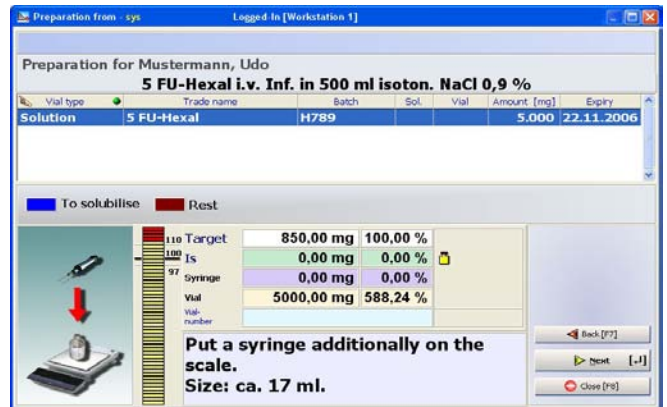 Preparation from - sys Logged-In [Workstation 1]
Preparation for Mustermann, Udo
5 FU-Hexal i.v. Inf. in 500 ml isoton. NaCl 0,9 %
Vial type Trade name Batch Sol. Vial Amount [mg] Expiry
Solution 5 FU-Hexal H789 5.000 22.11.2006
To solubilise Rest
110 Target 850,00 mg 100,00 %
100 Is 0,00 mg 0,00 %
97 Syringe 0,00 mg 0,00 %
Vial 5000,00 mg 588,24 %
Vial-
number
Put a syringe additionally on the
scale.
Size: ca. 17 ml.
Back [F7]
Next [↵]
Close [F8]